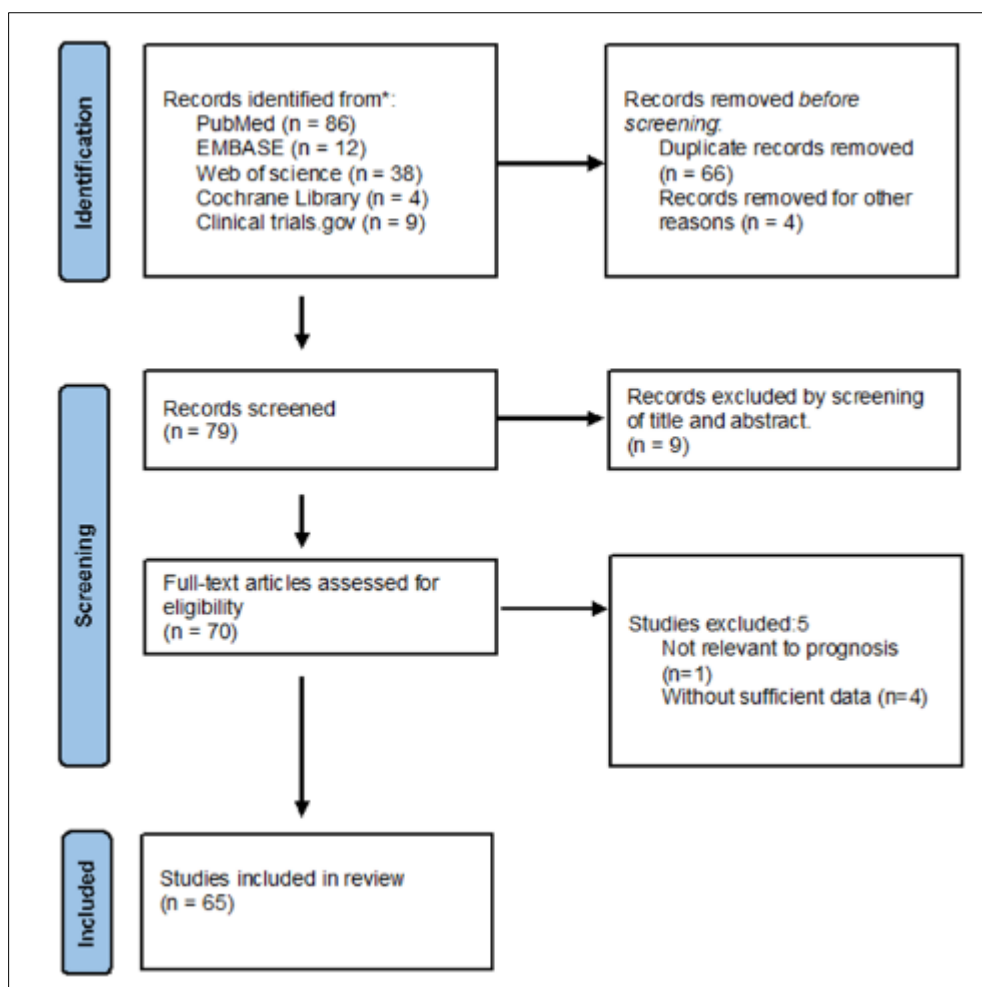 Identification
Records identified from*:
PubMed (n = 86)
EMBASE (n = 12)
Web of science (n = 38)
Cochrane Library (n = 4)
Clinical trials.gov (n = 9)
Records removed before
screening:
Duplicate records removed
(n = 66)
Records removed for other
reasons (n = 4)
Screening
Records screened
(n = 79)
Records excluded by screening
of title and abstract.
(n = 9)
Full-text articles assessed for
eligibility
(n = 70)
Studies excluded:5
Not relevant to prognosis
(n=1)
Without sufficient data (n=4)
Included
Studies included in review
(n = 65)